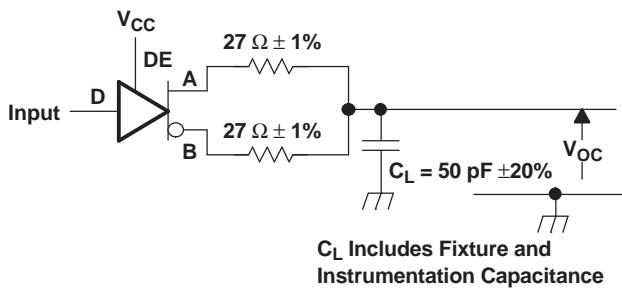 VCC
DE
27 Ω ± 1%
A
Input
D
27 Ω ± 1%
B
CL = 50 pF ±20%
VOC
CL Includes Fixture and
Instrumentation Capacitance